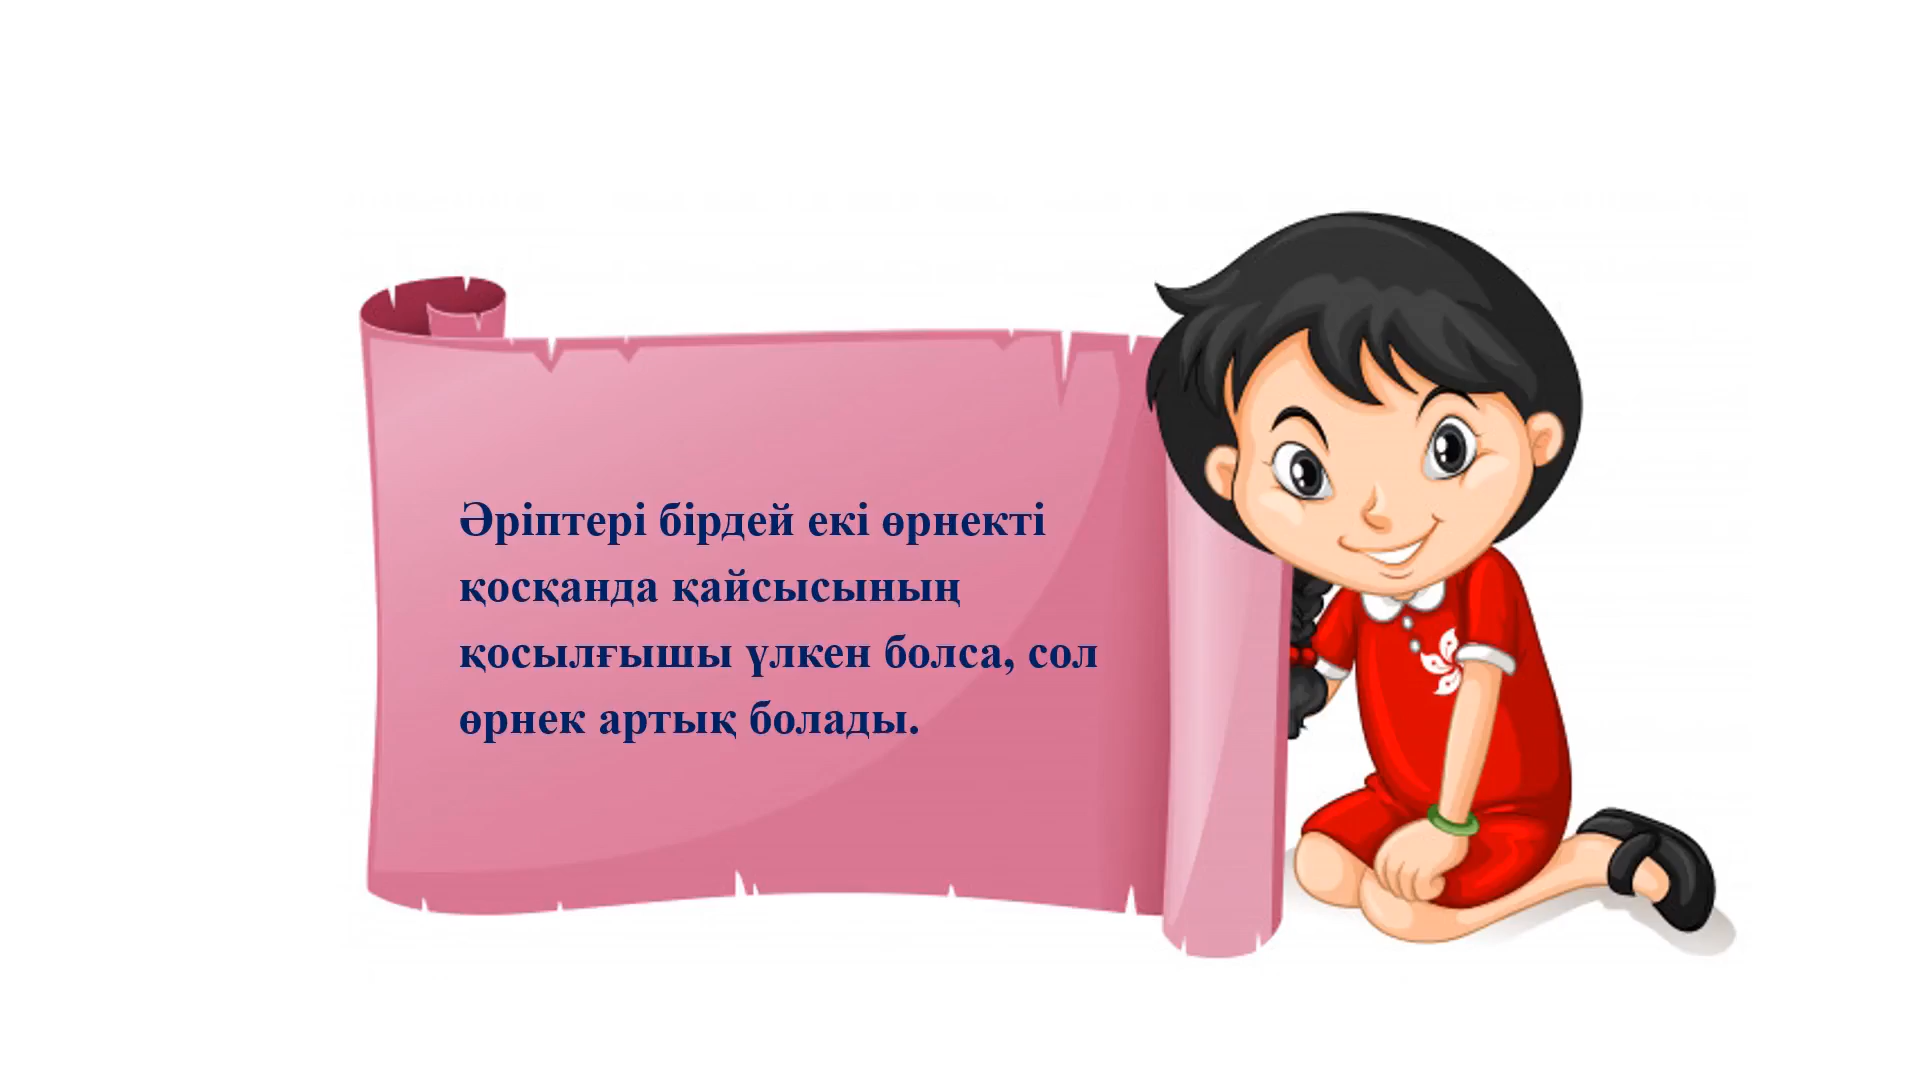 Әріптері бірдей екі өрнекті
қосқанда қайсысының
қосылғышы үлкен болса, сол
өрнек артық болады.